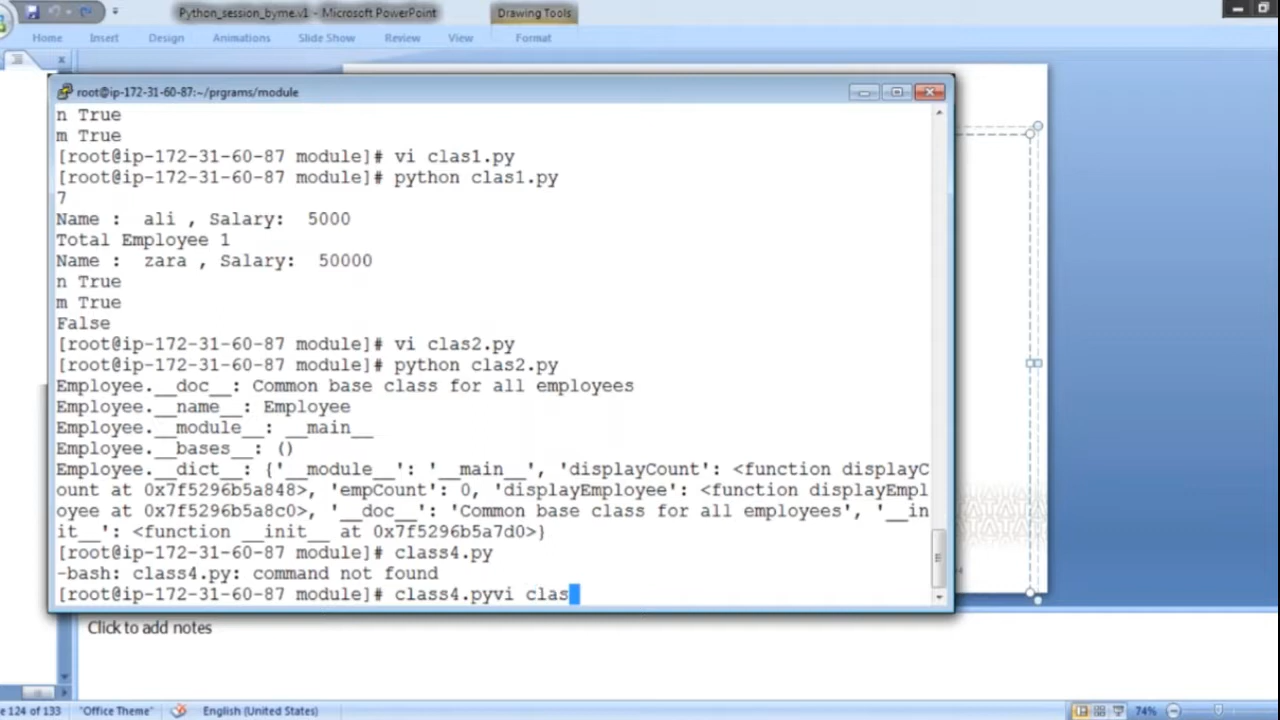 Python_session_byme.v1 - Microsoft PowerPoint
Drawing Tools
Home Insert Design Animations Slide Show Review View Format
root@ip-172-31-60-87:~/prgrams/module
n True
m True
[root@ip-172-31-60-87 module]# vi clas1.py
[root@ip-172-31-60-87 module]# python clas1.py
7
Name :  ali , Salary:  5000
Total Employee 1
Name :  zara , Salary:  50000
n True
m True
False
[root@ip-172-31-60-87 module]# vi clas2.py
[root@ip-172-31-60-87 module]# python clas2.py
Employee.__doc__: Common base class for all employees
Employee.__name__: Employee
Employee.__module__: __main__
Employee.__bases__: ()
Employee.__dict__: {'__module__': '__main__', 'displayCount': <function displayC
ount at 0x7f5296b5a848>, 'empCount': 0, 'displayEmployee': <function displayEmpl
oyee at 0x7f5296b5a8c0>, '__doc__': 'Common base class for all employees', '__in
it__': <function __init__ at 0x7f5296b5a7d0>}
[root@ip-172-31-60-87 module]# class4.py
-bash: class4.py: command not found
[root@ip-172-31-60-87 module]# class4.pyvi clas
Click to add notes
e 124 of 133 "Office Theme" English (United States) 74%